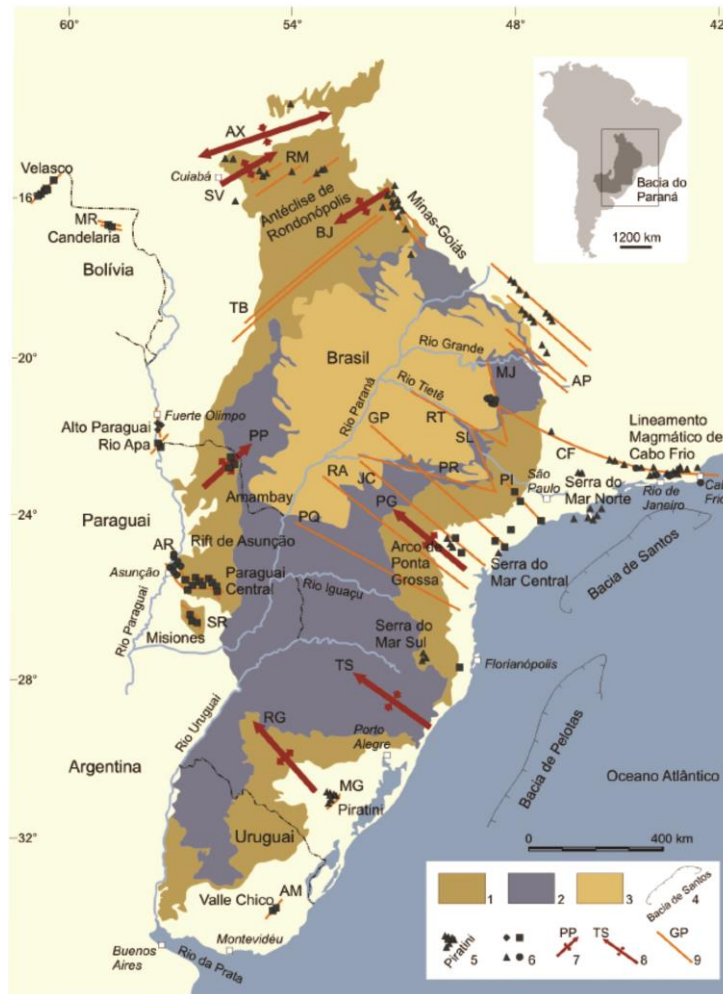 60°
54°
48°
42°
AX
Velasco
Cuiabá
RM
SV
16°
Antéclise de
Rondonópolis
MR
Candelaria
BJ
Minas-Goiás
Bolívia
Bacia do
Paraná
1200 km
TB
20°
Brasil
Rio Grande
MJ
AP
Rio Paraná
Rio Tietê
GP
RT
Fuerte Olimpo
Alto Paraguai
Rio Apa
PP
SL
CF
Lineamento
Magmático de
Cabo Frio
RA
JC
PR
PI
São
Paulo
Serra do
Mar Norte
Rio de
Janeiro
Cabo
Frio
Amambay
PG
24°
Paraguai
PQ
Arco de
Ponta
Grossa
Serra do
Mar Central
Bacia de Santos
AR
Rift de Asunção
Asunção
Paraguai
Central
Rio Iguaçu
Rio Paraguai
SR
Misiones
Serra do
Mar Sul
Florianópolis
28°
TS
Rio Uruguai
RG
Porto
Alegre
Bacia de Pelotas
Argentina
Oceano Atlântico
MG
Piratini
0
400 km
32°
Uruguai
Valle Chico
AM
Buenos
Aires
Rio da Prata
Montevidéu
1
2
3
Bacia de Santos
4
Piratini
5
6
PP
7
TS
8
GP
9